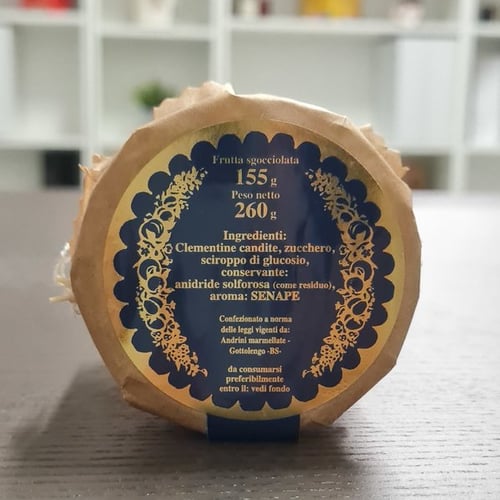 Frutta sgocciolata
155 g
Peso netto
260 g
Ingredienti:
Clementine candite, zucchero,
sciroppo di glucosio,
conservante:
anidride solforosa (come residuo),
aroma: SENAPE
Confezionato a norma
delle leggi vigenti da:
Andrini marmellate -
Gottolengo -BS-
da consumarsi
preferibilmente
entro il: vedi fondo